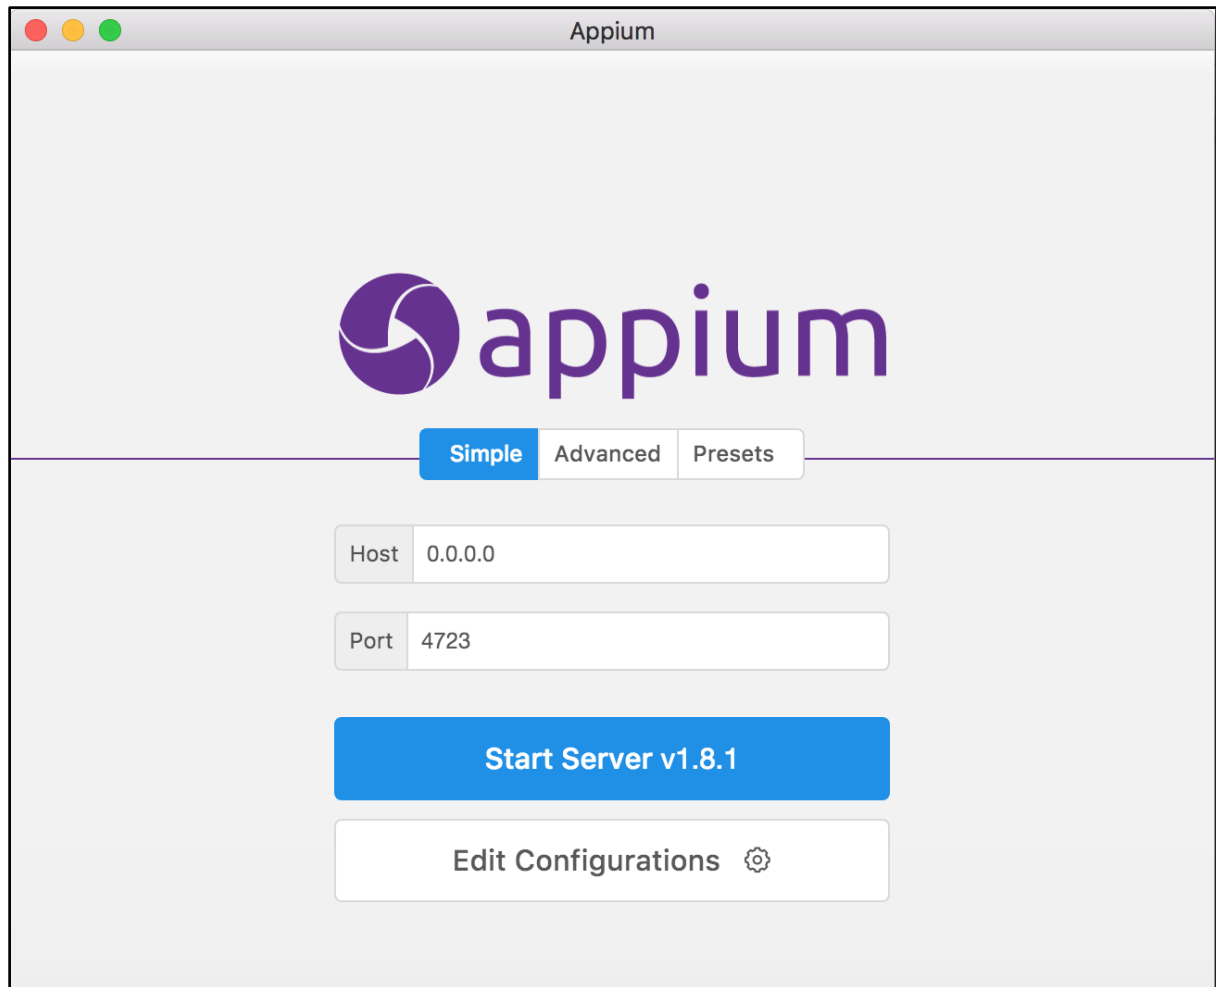 Appium
appium
Simple Advanced Presets
Host 0.0.0.0
Port 4723
Start Server v1.8.1
Edit Configurations